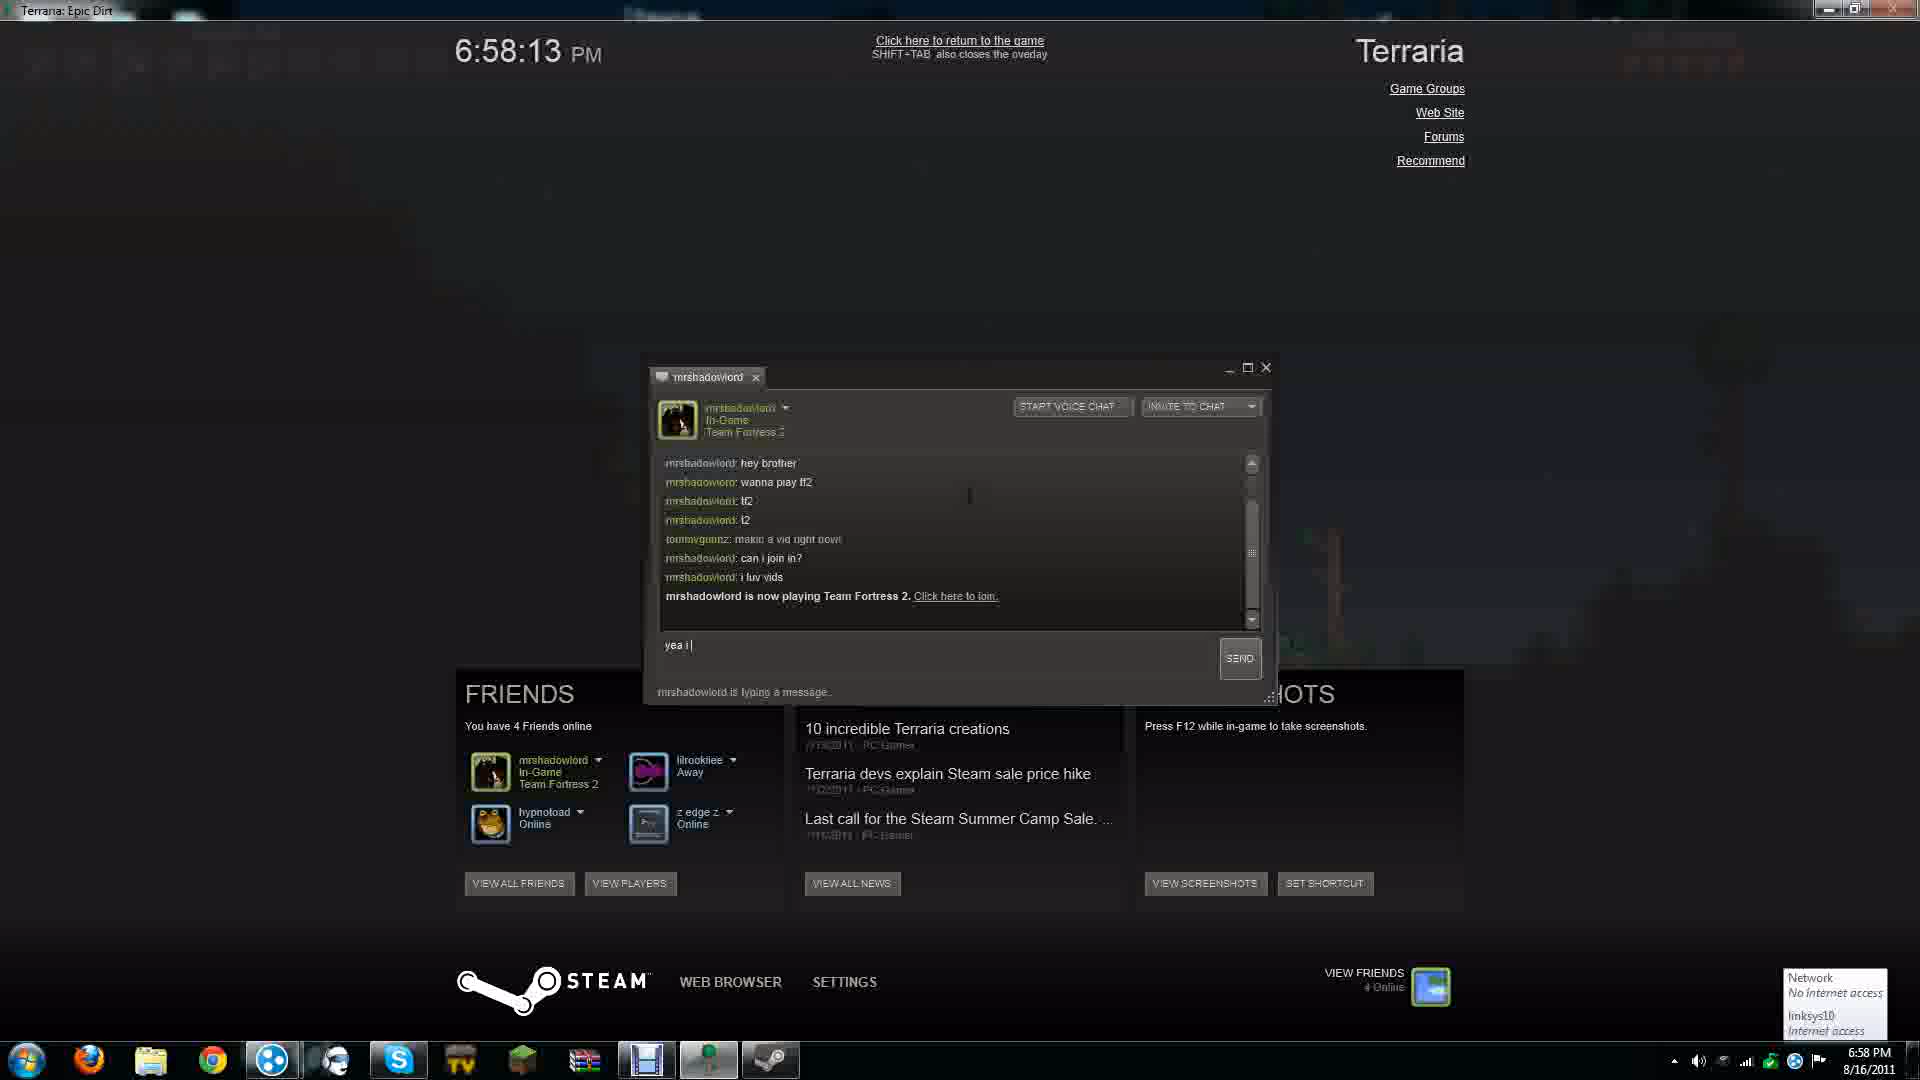 Terraria: Epic Dirt
6:58:13 PM
Click here to return to the game
SHIFT+TAB also closes the overlay
Terraria
Game Groups
Web Site
Forums
Recommend
mrshadowlord
mrshadowlord
In-Game
Team Fortress 2
START VOICE CHAT
INVITE TO CHAT
mrshadowlord: hey brother
mrshadowlord: wanna play ff2
mrshadowlord: tf2
mrshadowlord: t2
makin a vid right now!
mrshadowlord: can i join in?
mrshadowlord: i luv vids
mrshadowlord is now playing Team Fortress 2. Click here to join.
yea i
SEND
mrshadowlord is typing a message..
FRIENDS
You have 4 Friends online
mrshadowlord
In-Game
Team Fortress 2
lilrookiiee
Away
hypnotoad
Online
z edge z
Online
VIEW ALL FRIENDS
VIEW PLAYERS
10 incredible Terraria creations
PC Gamer
Terraria devs explain Steam sale price hike
PC Gamer
Last call for the Steam Summer Camp Sale. ...
PC Gamer
VIEW ALL NEWS
HOTS
Press F12 while in-game to take screenshots.
VIEW SCREENSHOTS
SET SHORTCUT
STEAM
WEB BROWSER
SETTINGS
VIEW FRIENDS
4 Online
Network
No Internet access
linksys10
Internet access
TV
6:58 PM
8/16/2011